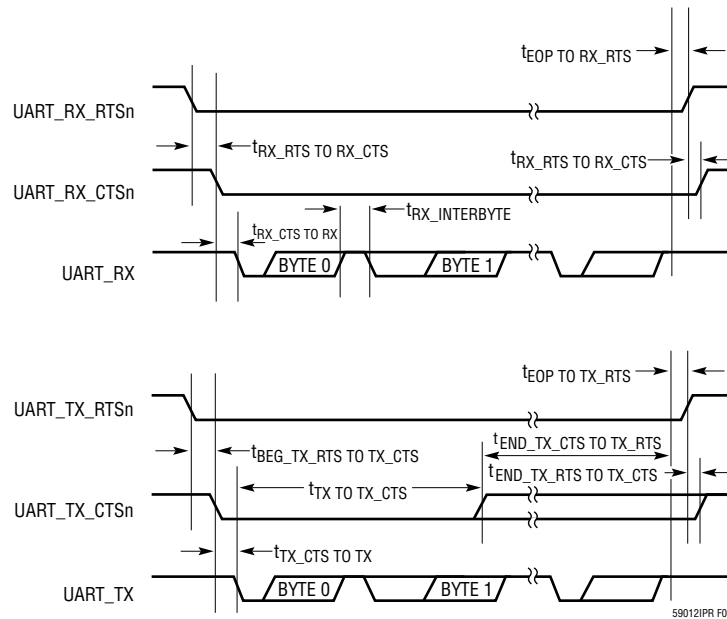 tEOP TO RX_RTS
UART_RX_RTSn
tRX_RTS TO RX_CTS
tRX_RTS TO RX_CTS
UART_RX_CTSn
tRX_INTERBYTE
tRX_CTS TO RX
UART_RX
BYTE 0
BYTE 1
tEOP TO TX_RTS
UART_TX_RTSn
tEND_TX_CTS TO TX_RTS
tBEG_TX_RTS TO TX_CTS
tEND_TX_RTS TO TX_CTS
tTX TO TX_CTS
UART_TX_CTSn
tTX_CTS TO TX
UART_TX
BYTE 0
BYTE 1
59012IPR F0